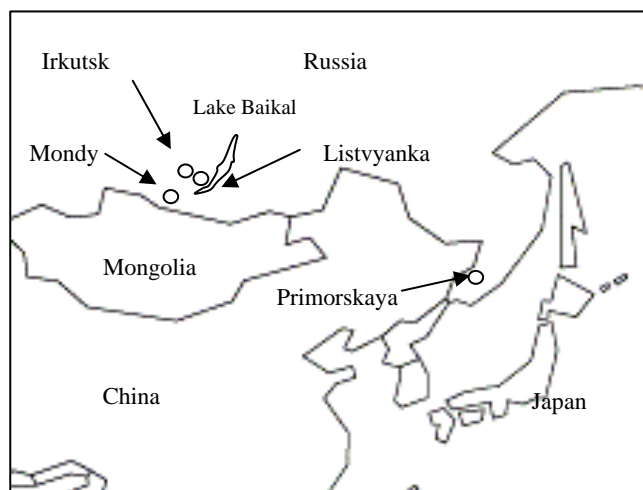 Irkutsk
Russia
Lake Baikal
Mondy
Listvyanka
Mongolia
Primorskaya
China
Japan